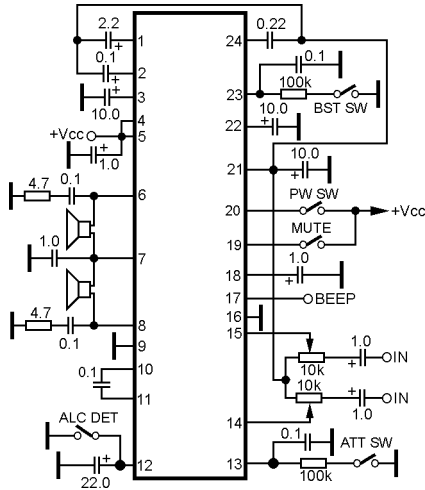 2.2 + 1 24 0.22
0.1 + 2
0.1
10.0 + 3
23 100k BST SW
4
+Vcc 5
+ 1.0
22 10.0 +
21 10.0 +
4.7 0.1 6
20 PW SW +Vcc
19 MUTE
1.0 7
18 1.0 +
17 BEEP
4.7 0.1 8
16
9
15 10k 1.0 + IN
10
0.1
11
10k + 1.0 IN
14
ALC DET
12
22.0 +
0.1
13 100k ATT SW